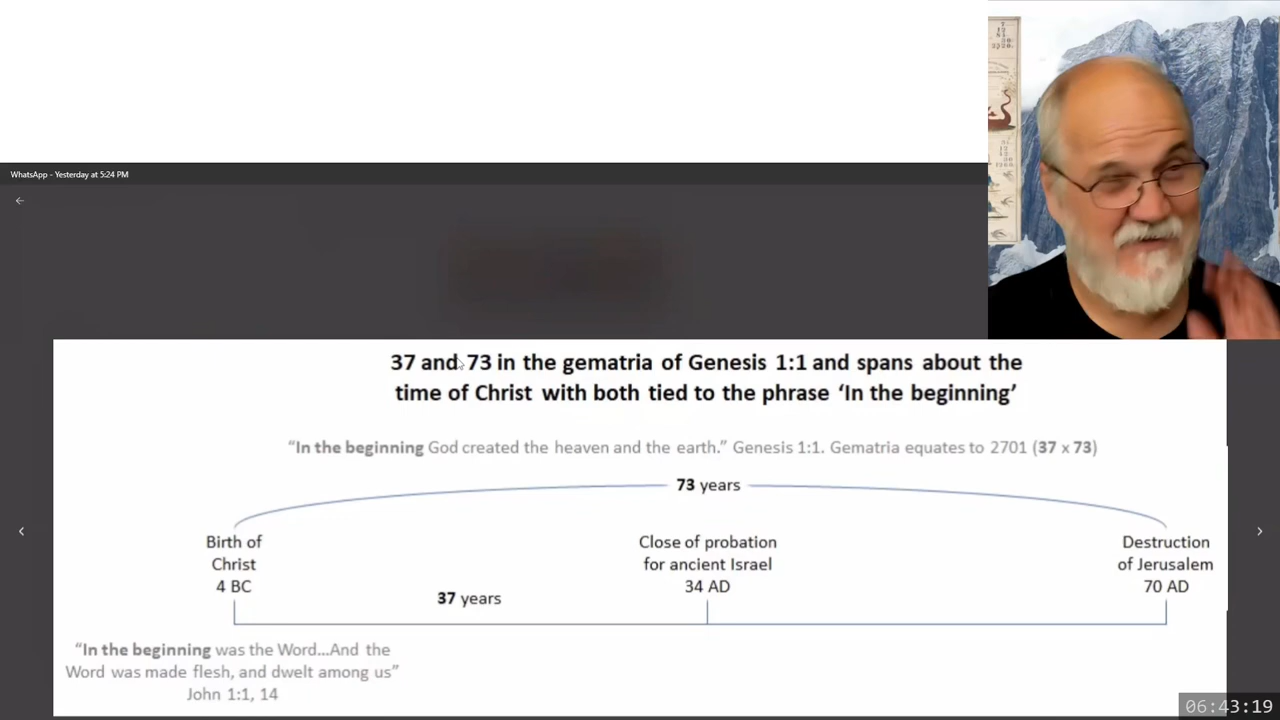 WhatsApp - Yesterday at 5:24 PM
37 and 73 in the gematria of Genesis 1:1 and spans about the
time of Christ with both tied to the phrase ‘In the beginning’
“In the beginning God created the heaven and the earth.” Genesis 1:1. Gematria equates to 2701 (37 x 73)
73 years
Birth of
Christ
4 BC
Close of probation
for ancient Israel
34 AD
Destruction
of Jerusalem
70 AD
37 years
“In the beginning was the Word...And the
Word was made flesh, and dwelt among us”
John 1:1, 14
06:43:19